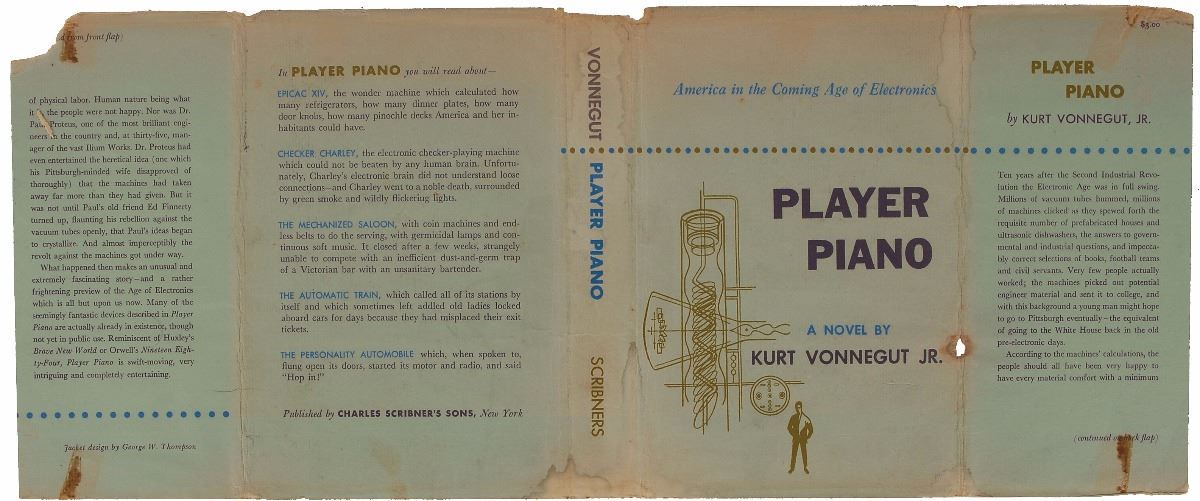 (d from front flap)
of physical labor. Human nature being what
the people were not happy. Nor was Dr.
Proteus, one of the most brilliant engi-
neers in the country and, at thirty-five, man-
ager of the vast Ilium Works. Dr. Proteus had
even entertained the heretical idea (one which
his Pittsburgh-minded wife disapproved of
thoroughly) that the machines had taken
away far more than they had given. But it
was not until Paul's old friend Ed Finnerty
turned up, flaunting his rebellion against the
vacuum tubes openly, that Paul's ideas began
to crystallize. And almost imperceptibly the
revolt against the machines got under way.
What happened then makes an unusual and
extremely fascinating story—and a rather
frightening preview of the Age of Electronics
which is all but upon us now. Many of the
seemingly fantastic devices described in Player
Piano are actually already in existence, though
not yet in public use. Reminiscent of Huxley's
Brave New World or Orwell's Nineteen Eigh-
ty-Four, Player Piano is swift-moving, very
intriguing and completely entertaining.
Jacket design by George W. Thompson
In PLAYER PIANO you will read about—
EPICAC XIV, the wonder machine which calculated how
many refrigerators, how many dinner plates, how many
door knobs, how many pinochle decks America and her in-
habitants could have.
CHECKER CHARLEY, the electronic checker-playing machine
which could not be beaten by any human brain. Unfortu-
nately, Charley's electronic brain did not understand loose
connections—and Charley went to a noble death, surrounded
by green smoke and wildly flickering lights.
THE MECHANIZED SALOON, with coin machines and end-
less belts to do the serving, with germicidal lamps and con-
tinuous soft music. It closed after a few weeks, strangely
unable to compete with an inefficient dust-and-germ trap
of a Victorian bar with an unsanitary bartender.
THE AUTOMATIC TRAIN, which called all of its stations by
itself and which sometimes left addled old ladies locked
aboard cars for days because they had misplaced their exit
tickets.
THE PERSONALITY AUTOMOBILE which, when spoken to,
flung open its doors, started its motor and radio, and said
"Hop in!"
Published by CHARLES SCRIBNER'S SONS, New York
VONNEGUT PLAYER PIANO SCRIBNERS
America in the Coming Age of Electronics
PLAYER
PIANO
A NOVEL BY
KURT VONNEGUT JR.
$3.00
PLAYER
PIANO
by KURT VONNEGUT, JR.
Ten years after the Second Industrial Revo-
lution the Electronic Age was in full swing.
Millions of vacuum tubes hummed, millions
of machines clicked as they spewed forth the
requisite number of prefabricated houses and
ultrasonic dishwashers, the answers to govern-
mental and industrial questions, and impecca-
bly correct selections of books, football teams
and civil servants. Very few people actually
worked; the machines picked out potential
engineer material and sent it to college, and
with this background a young man might hope
to go to Pittsburgh eventually—the equivalent
of going to the White House back in the old
pre-electronic days.
According to the machines' calculations, the
people should all have been very happy to
have every material comfort with a minimum
(continued on back flap)